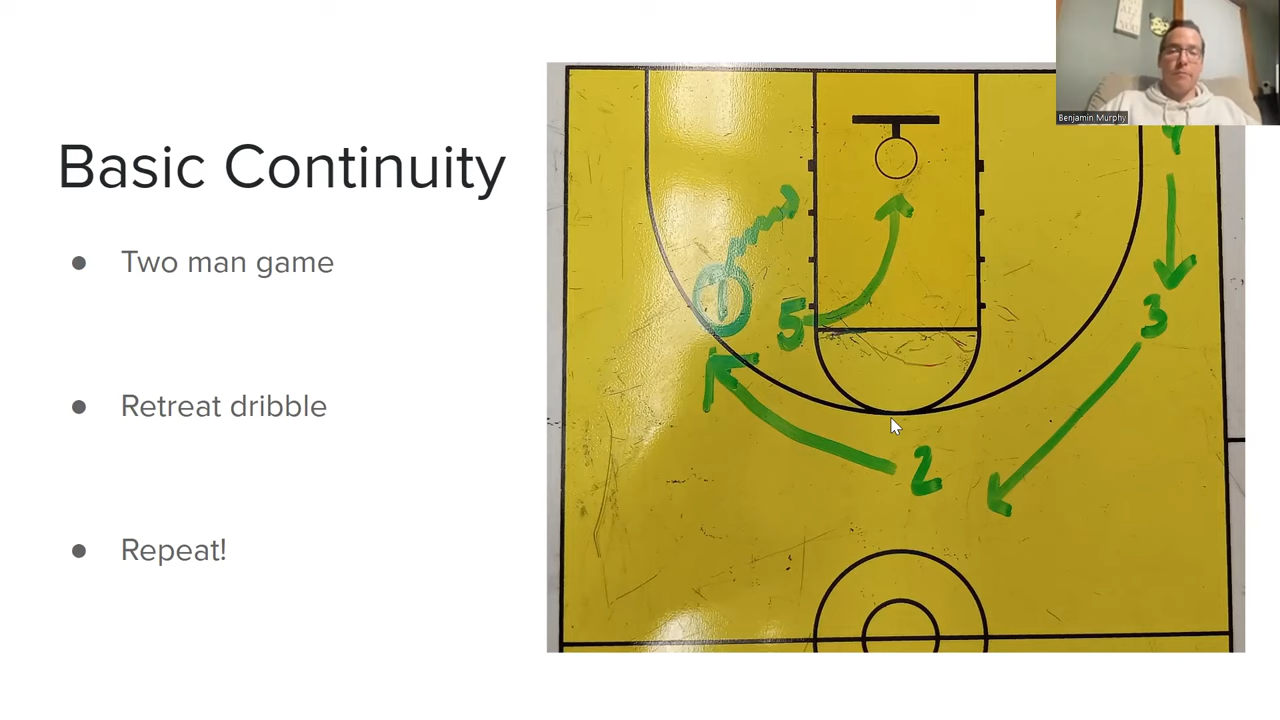 Basic Continuity
● Two man game
● Retreat dribble
● Repeat!
Benjamin Murphy
1
5
3
2